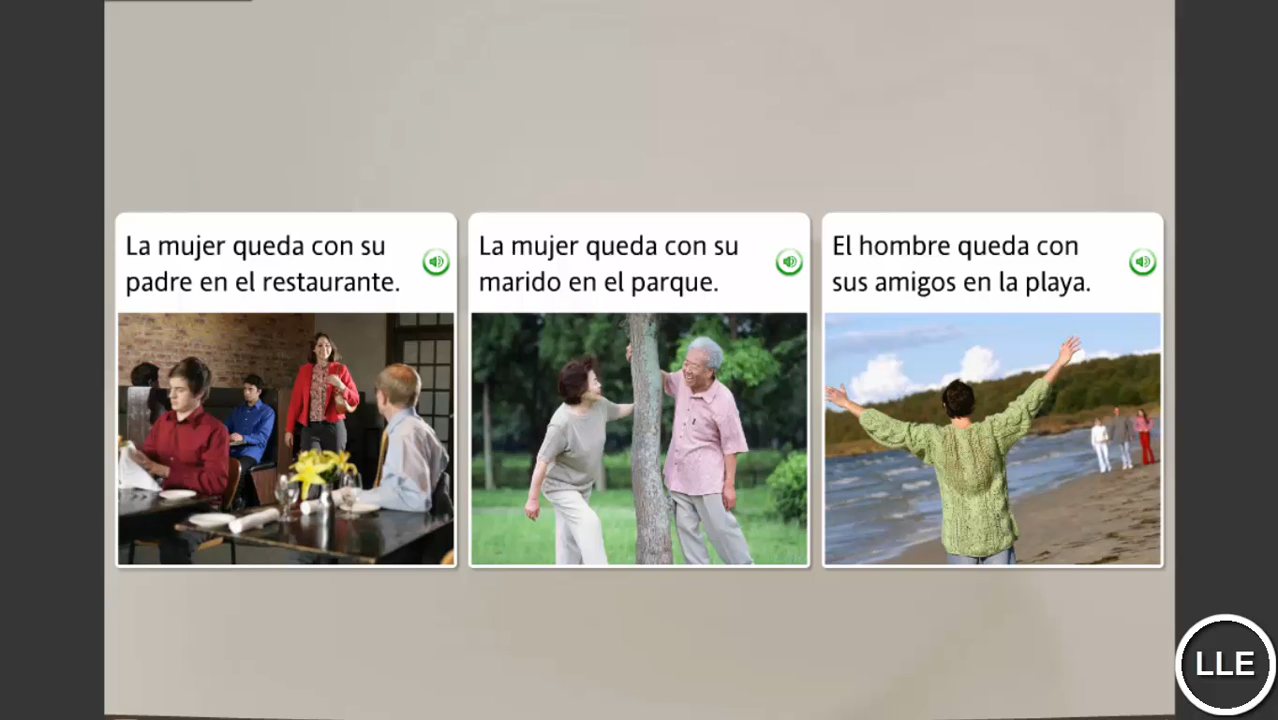 La mujer queda con su
padre en el restaurante.
La mujer queda con su
marido en el parque.
El hombre queda con
sus amigos en la playa.
LLE